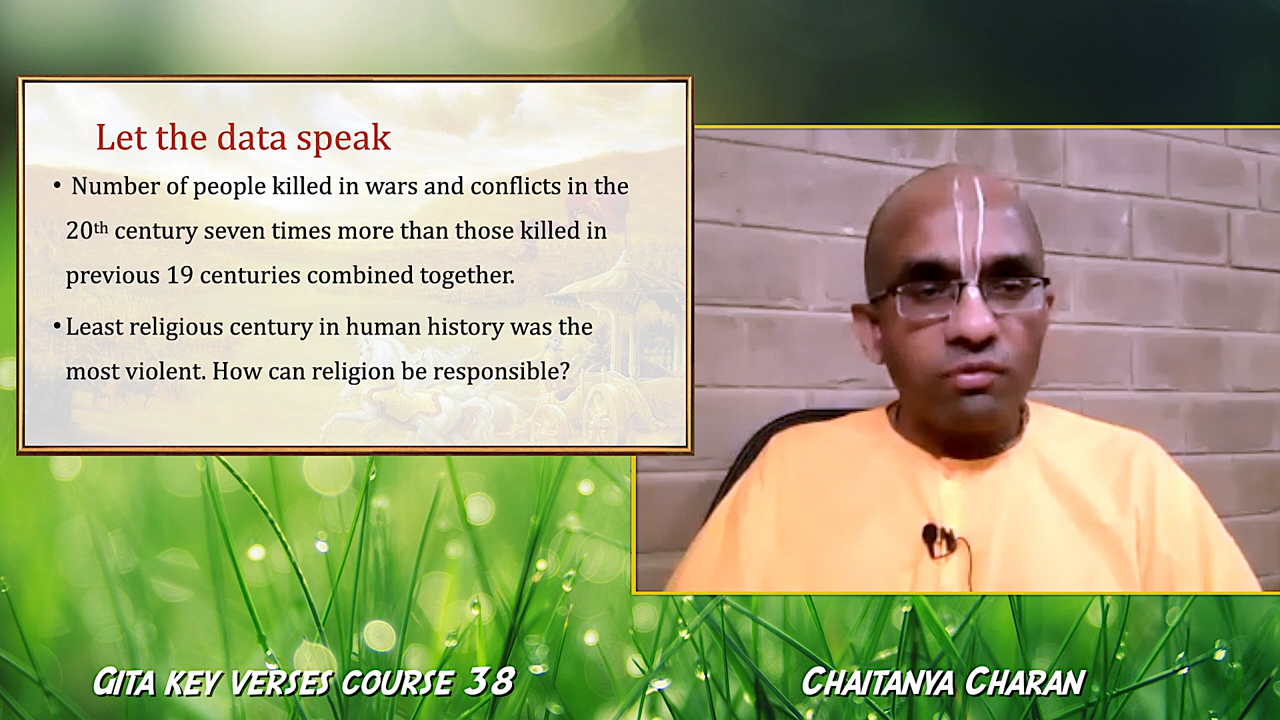 Let the data speak
• Number of people killed in wars and conflicts in the
20th century seven times more than those killed in
previous 19 centuries combined together.
• Least religious century in human history was the
most violent. How can religion be responsible?
Gita key verses course 38
Chaitanya Charan